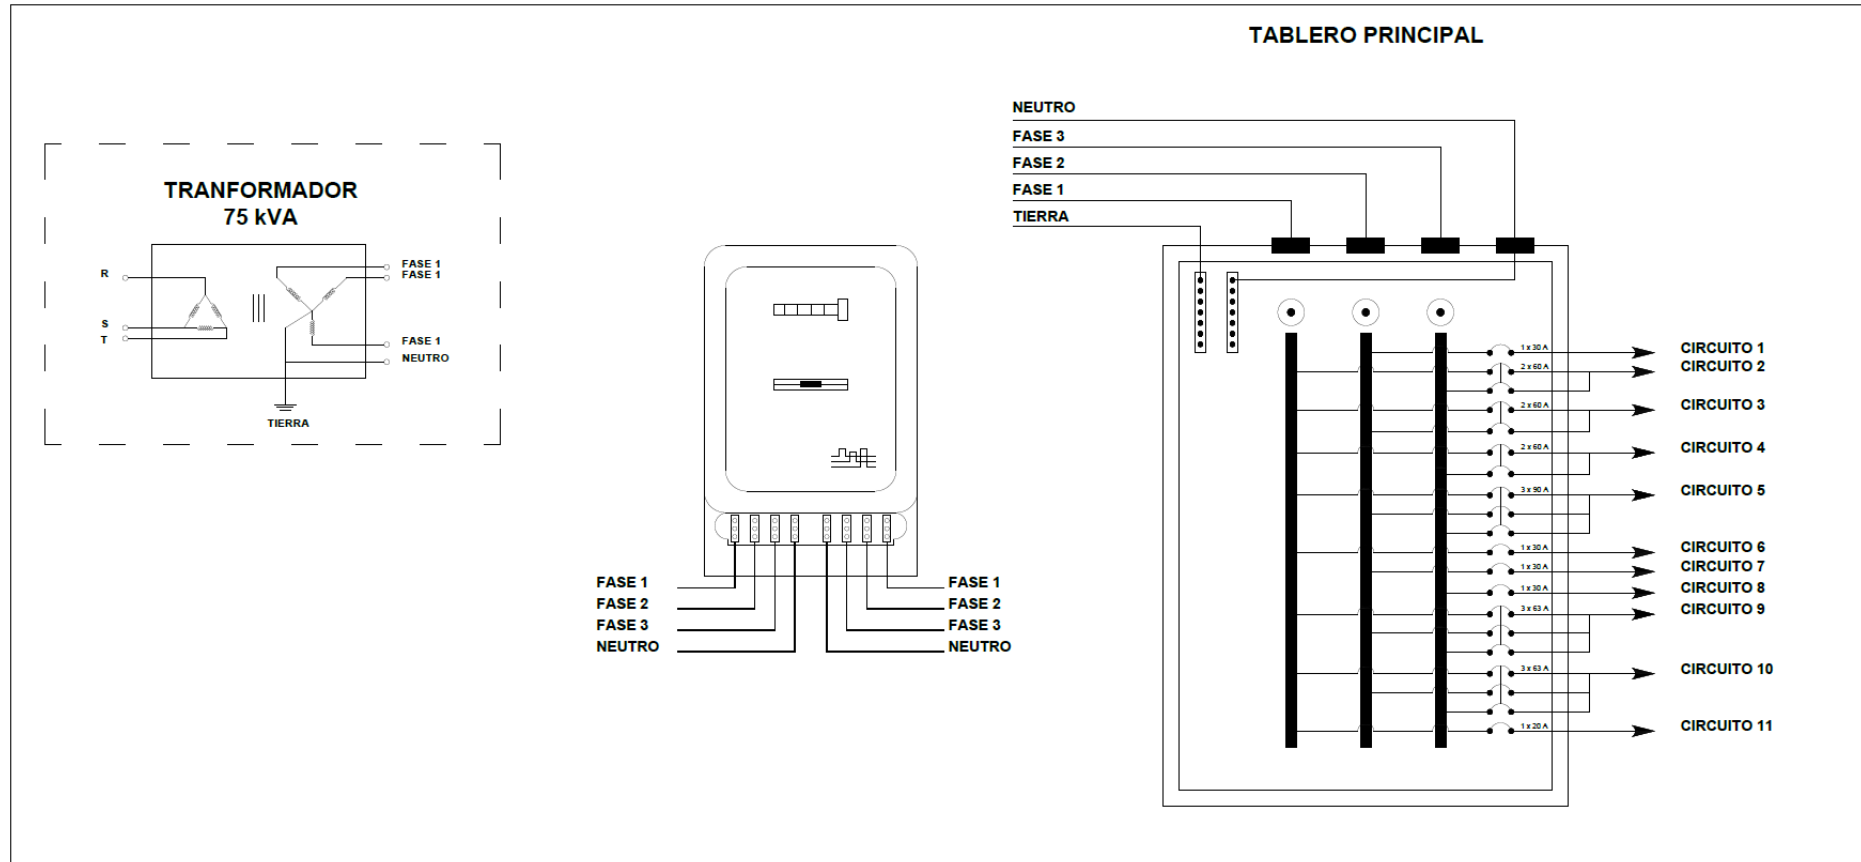 TABLERO PRINCIPAL
TRANFORMADOR
75 kVA
R
S
T
FASE 1
FASE 1
FASE 1
NEUTRO
TIERRA
FASE 1
FASE 2
FASE 3
NEUTRO
FASE 1
FASE 2
FASE 3
NEUTRO
NEUTRO
FASE 3
FASE 2
FASE 1
TIERRA
1 x 30 A
CIRCUITO 1
2 x 60 A
CIRCUITO 2
2 x 60 A
CIRCUITO 3
2 x 60 A
CIRCUITO 4
3 x 90 A
CIRCUITO 5
1 x 30 A
CIRCUITO 6
1 x 30 A
CIRCUITO 7
1 x 30 A
CIRCUITO 8
3 x 63 A
CIRCUITO 9
3 x 63 A
CIRCUITO 10
1 x 20 A
CIRCUITO 11